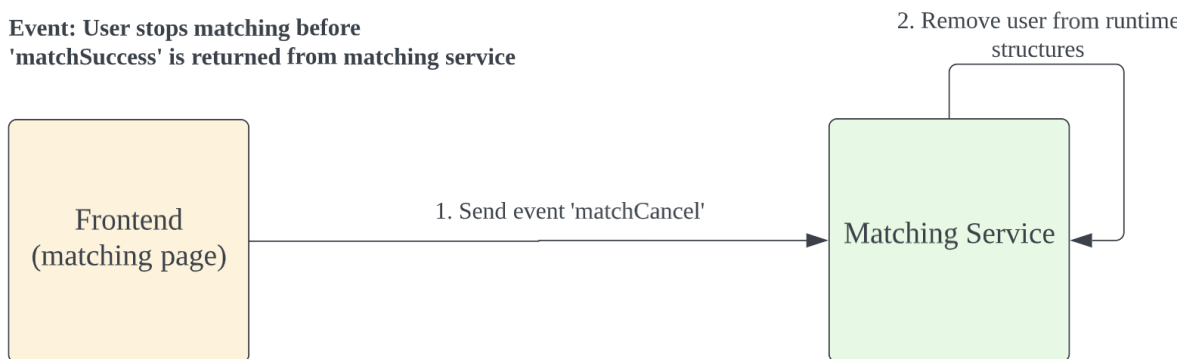 Event: User stops matching before
'matchSuccess' is returned from matching service
2. Remove user from runtime
structures
1. Send event 'matchCancel'
Frontend
(matching page)
Matching Service